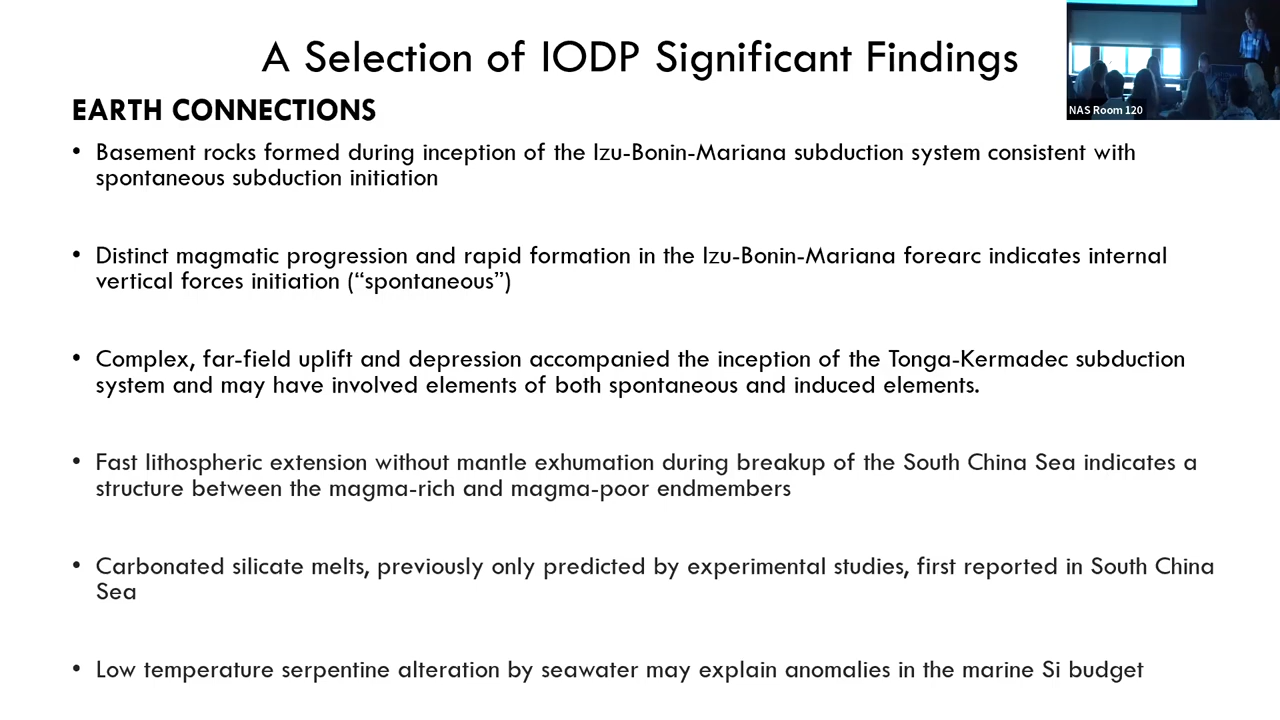 A Selection of IODP Significant Findings
NAS Room 120
EARTH CONNECTIONS
• Basement rocks formed during inception of the Izu-Bonin-Mariana subduction system consistent with
spontaneous subduction initiation
• Distinct magmatic progression and rapid formation in the Izu-Bonin-Mariana forearc indicates internal
vertical forces initiation (“spontaneous”)
• Complex, far-field uplift and depression accompanied the inception of the Tonga-Kermadec subduction
system and may have involved elements of both spontaneous and induced elements.
• Fast lithospheric extension without mantle exhumation during breakup of the South China Sea indicates a
structure between the magma-rich and magma-poor endmembers
• Carbonated silicate melts, previously only predicted by experimental studies, first reported in South China
Sea
• Low temperature serpentine alteration by seawater may explain anomalies in the marine Si budget